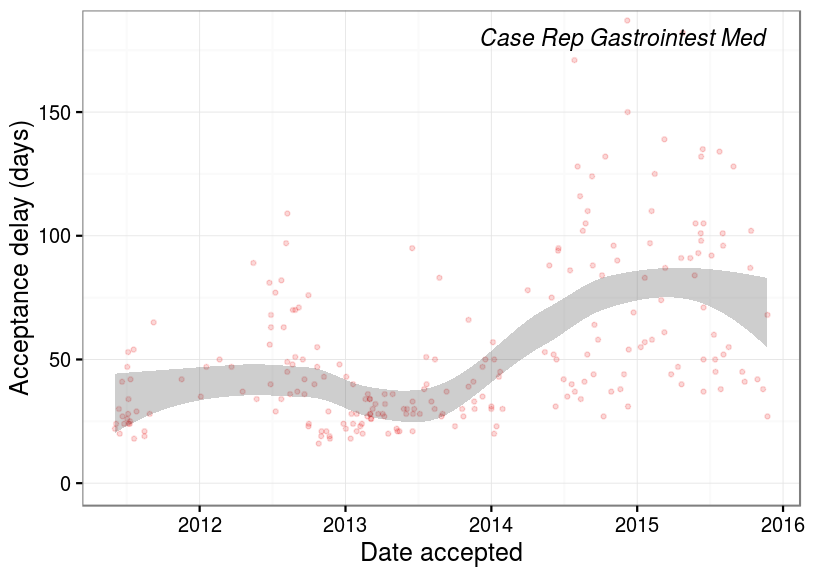 Case Rep Gastrointest Med
Acceptance delay (days)
150
100
50
0
2012 2013 2014 2015 2016
Date accepted